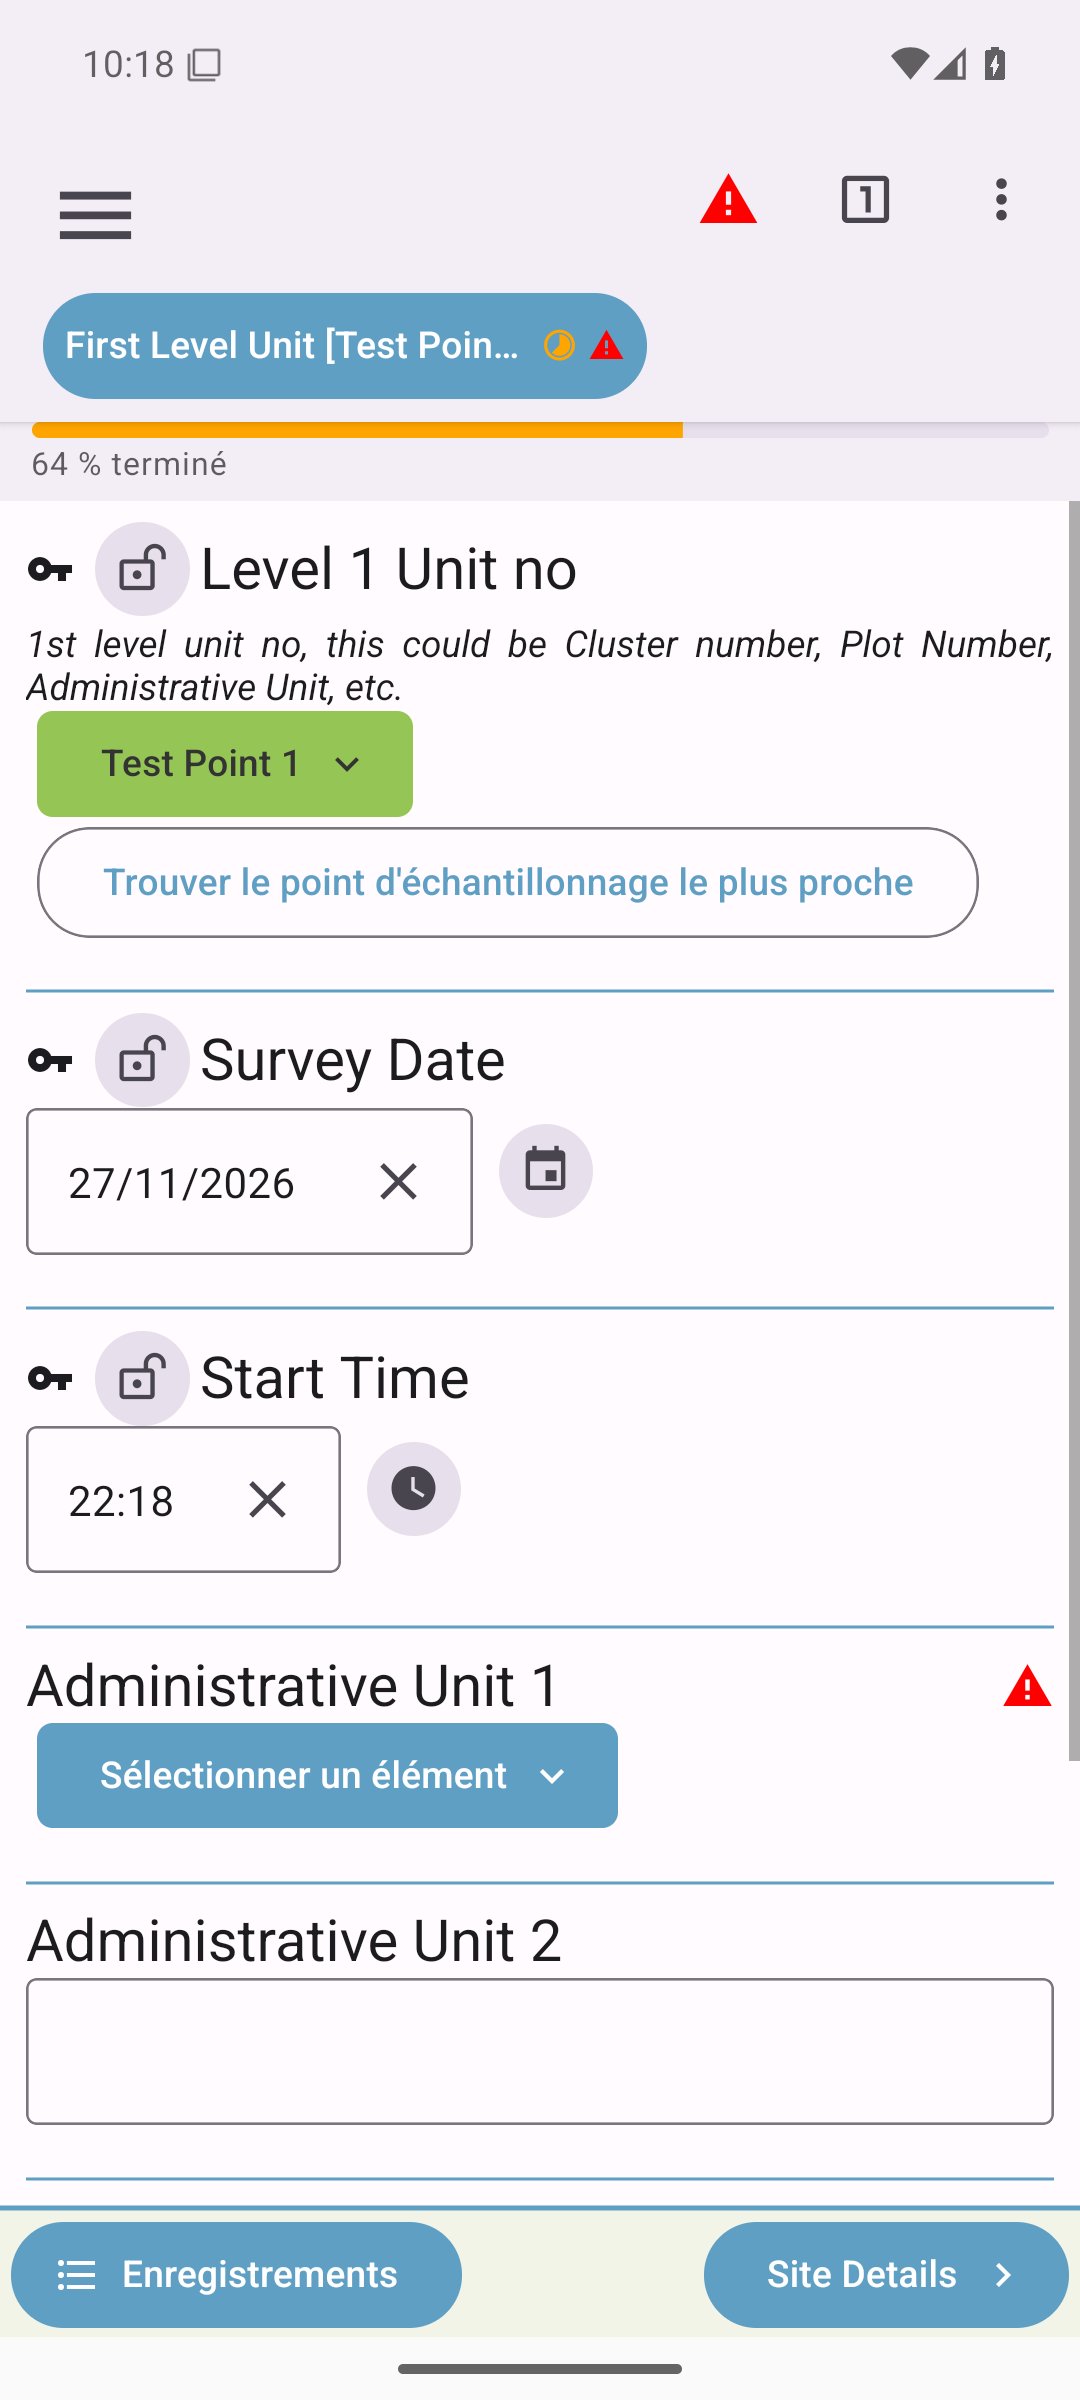 10:18
1
First Level Unit [Test Poin...
64 % terminé
Level 1 Unit no
1st level unit no, this could be Cluster number, Plot Number,
Administrative Unit, etc.
Test Point 1
Trouver le point d'échantillonnage le plus proche
Survey Date
27/11/2026
Start Time
22:18
Administrative Unit 1
Sélectionner un élément
Administrative Unit 2
Enregistrements
Site Details